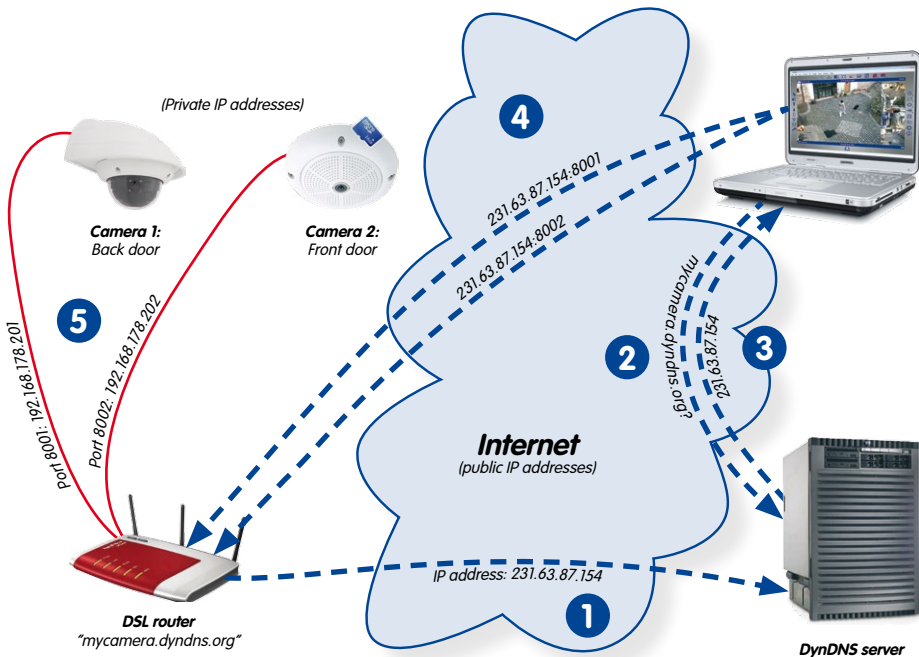 (Private IP addresses)
4
Camera 1:
Back door
Camera 2:
Front door
231.63.87.154:8001
231.63.87.154:8002
5
Port 8001: 192.168.178.201
Port 8002: 192.168.178.202
2
mycamera.dyndns.org?
231.63.87.154
3
Internet
(public IP addresses)
IP address: 231.63.87.154
1
DSL router
“mycamera.dyndns.org”
DynDNS server